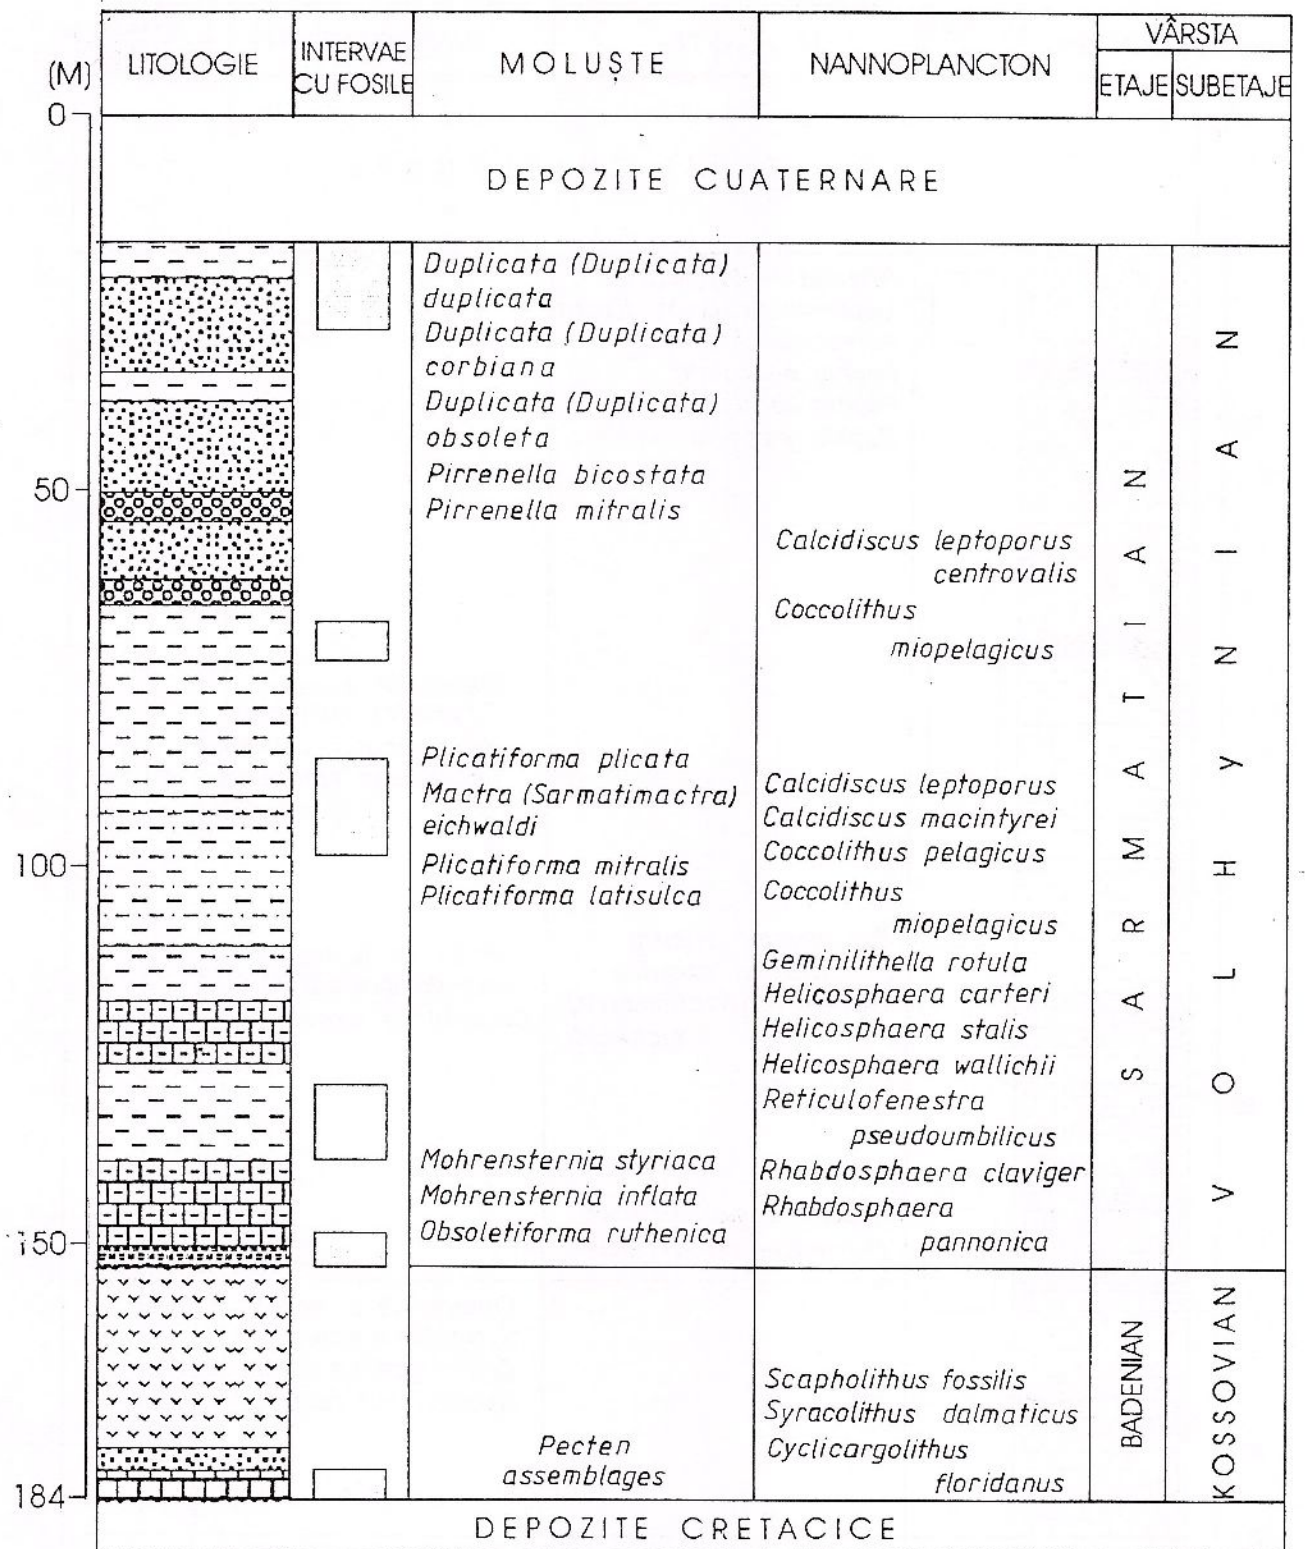 (M)
LITOLOGIE
INTERVAE
CU FOSILE
MOLUȘTE
NANNOPLANCTON
VÂRSTA
ETAJE
SUBETAJE
0
DEPOZITE CUATERNARE
Duplicata (Duplicata)
duplicata
Duplicata (Duplicata)
corbiana
Duplicata (Duplicata)
obsoleta
Pirrenella bicostata
Pirrenella mitralis
50
Calcidiscus leptoporus
centrovalis
Coccolithus
miopelagicus
Plicatiforma plicata
Mactra (Sarmatimactra)
eichwaldi
Plicatiforma mitralis
Plicatiforma latisulca
100
Calcidiscus leptoporus
Calcidiscus macintyrei
Coccolithus pelagicus
Coccolithus
miopelagicus
Geminilithella rotula
Helicosphaera carteri
Helicosphaera stalis
Helicosphaera wallichii
Reticulofenestra
pseudoumbilicus
Rhabdosphaera claviger
Rhabdosphaera
pannonica
Mohrensternia styriaca
Mohrensternia inflata
Obsoletiforma ruthenica
150
SARMATIAN
VOLHyNIAN
Pecten
assemblages
Scapholithus fossilis
Syracolithus dalmaticus
Cyclicargolithus
floridanus
BADENIAN
KOSSOVIAN
184
DEPOZITE CRETACICE